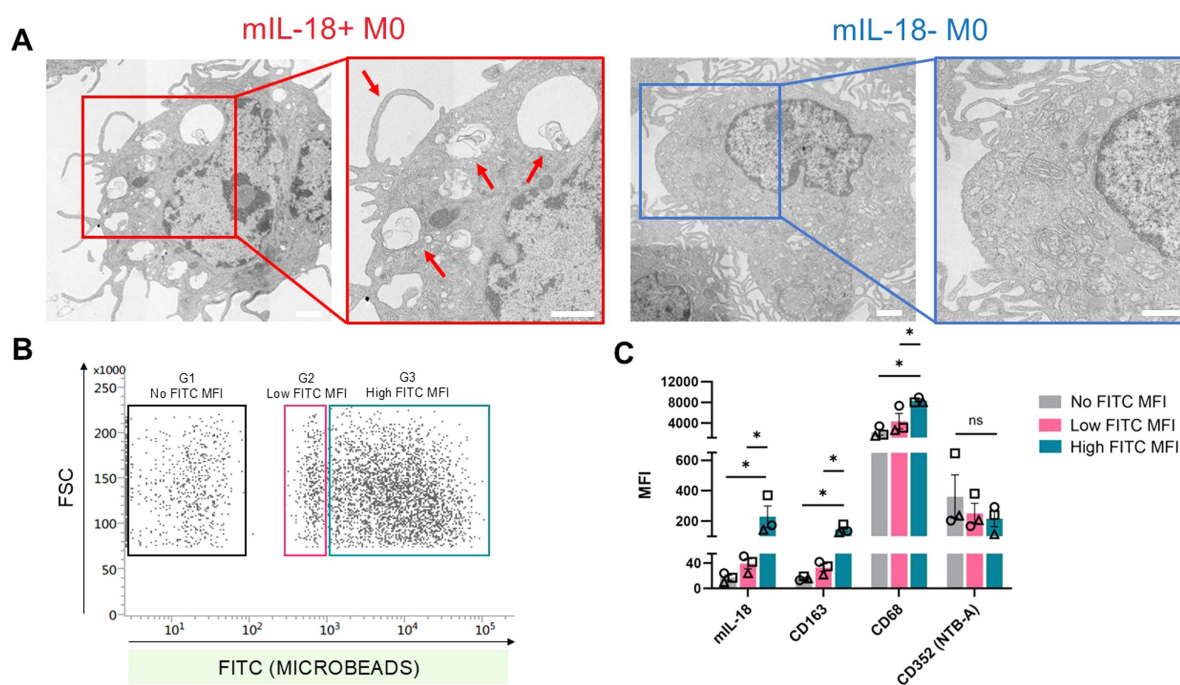 A
mIL-18+ M0
mIL-18- M0
B
x1000
250
200
150
100
50
0
FSC
G1
No FITC MFI
G2
Low FITC MFI
G3
High FITC MFI
10¹
10²
10³
10⁴
10⁵
FITC (MICROBEADS)
C
MFI
12000
8000
4000
600
400
200
40
0
*
*
*
*
*
*
*
*
ns
mIL-18
CD163
CD68
CD352 (NTB-A)
No FITC MFI
Low FITC MFI
High FITC MFI